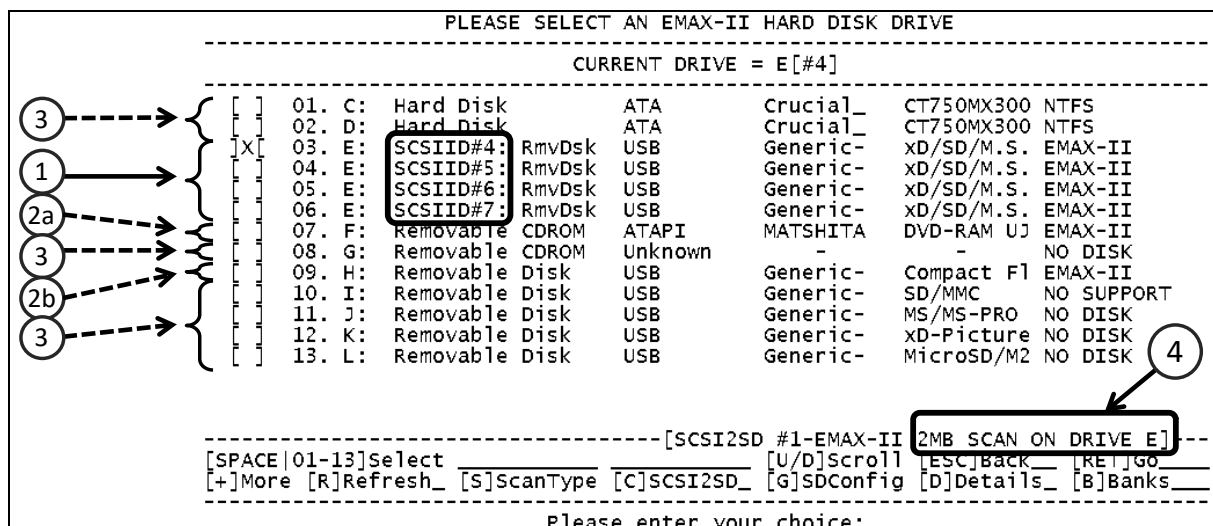 PLEASE SELECT AN EMAX-II HARD DISK DRIVE
CURRENT DRIVE = E[#4]
3 [ ] 01. C: Hard Disk ATA Crucial_ CT750MX300 NTFS
[ ] 02. D: Hard Disk ATA Crucial_ CT750MX300 NTFS
]X[ 03. E: SCSIID#4: RmvDsk USB Generic- xD/SD/M.S. EMAX-II
1 [ ] 04. E: SCSIID#5: RmvDsk USB Generic- xD/SD/M.S. EMAX-II
[ ] 05. E: SCSIID#6: RmvDsk USB Generic- xD/SD/M.S. EMAX-II
[ ] 06. E: SCSIID#7: RmvDsk USB Generic- xD/SD/M.S. EMAX-II
2a [ ] 07. F: Removable CDROM ATAPI MATSHITA DVD-RAM UJ EMAX-II
3 [ ] 08. G: Removable CDROM Unknown - - NO DISK
2b [ ] 09. H: Removable Disk USB Generic- Compact Fl EMAX-II
[ ] 10. I: Removable Disk USB Generic- SD/MMC NO SUPPORT
[ ] 11. J: Removable Disk USB Generic- MS/MS-PRO NO DISK
3 [ ] 12. K: Removable Disk USB Generic- xD-Picture NO DISK
[ ] 13. L: Removable Disk USB Generic- MicroSD/M2 NO DISK
4
[SCSI2SD #1-EMAX-II 2MB SCAN ON DRIVE E]
[SPACE|01-13]Select __________ __________ [U/D]Scroll [ESC]Back__ [RET]Go____
[+]More [R]Refresh_ [S]ScanType [C]SCSI2SD_ [G]SDConfig [D]Details_ [B]Banks___
Please enter your choice: